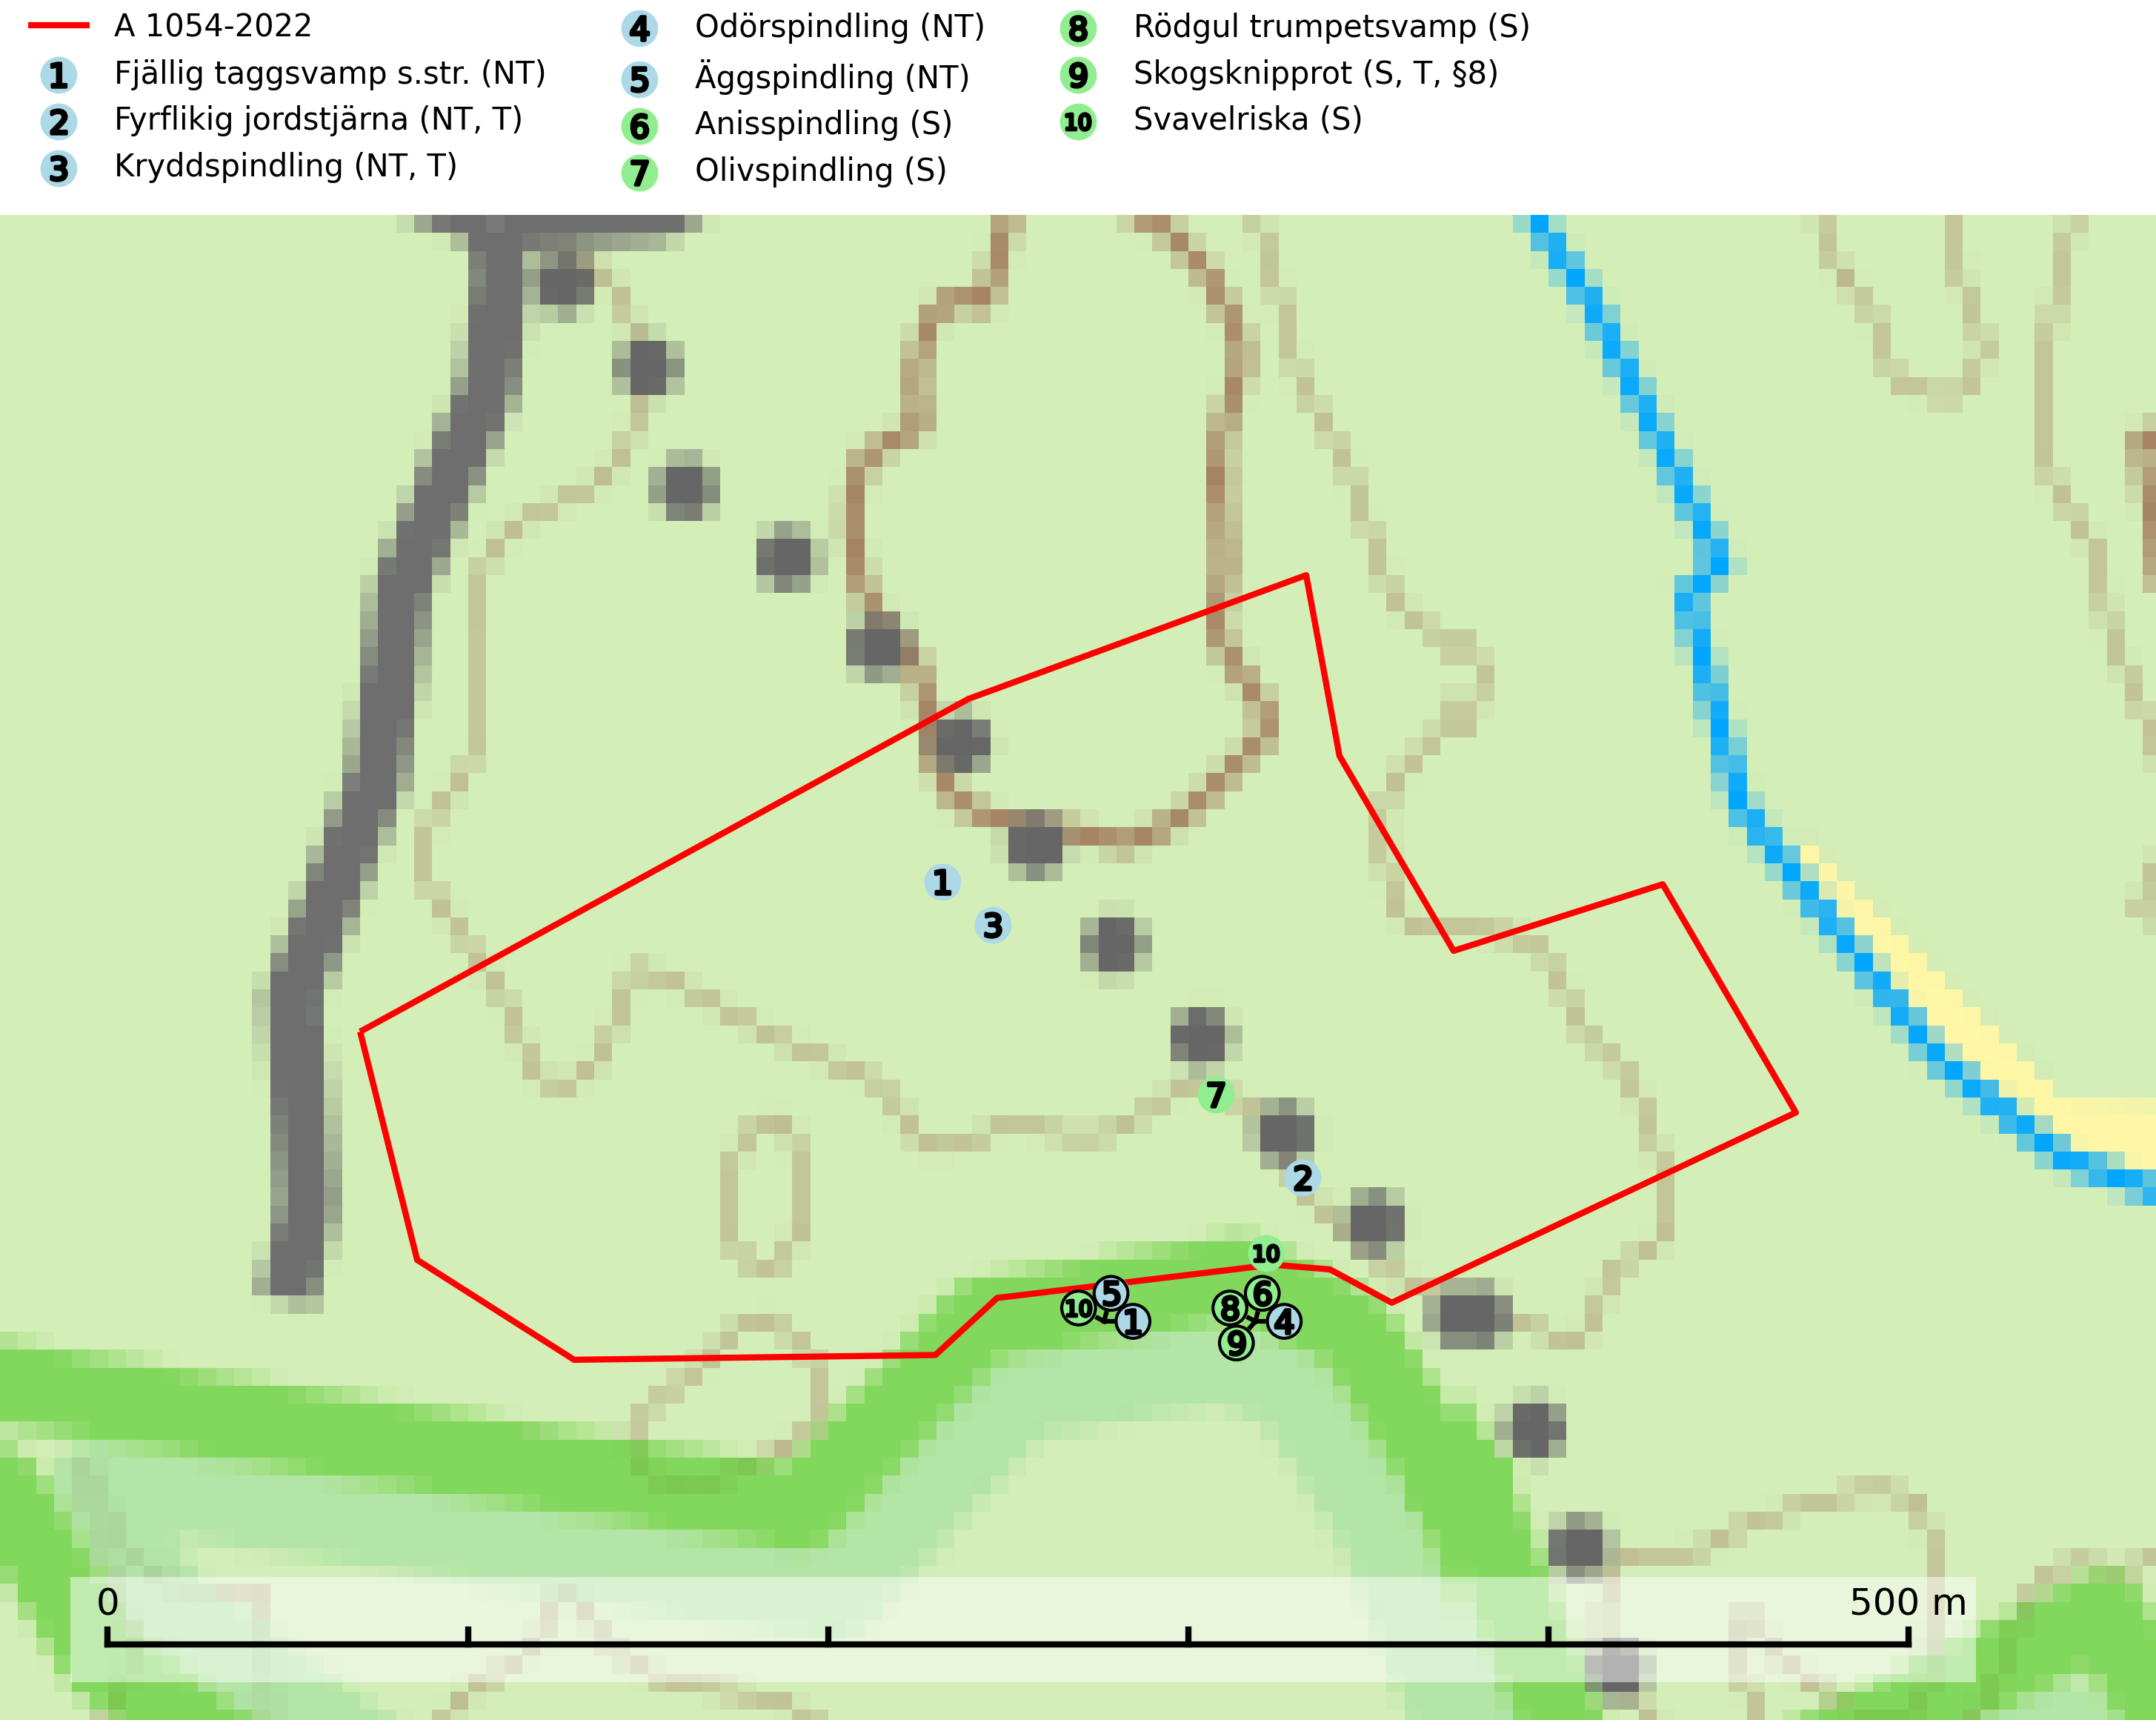 A 1054-2022
1 Fjällig taggsvamp s.str. (NT)
2 Fyrflikig jordstjärna (NT, T)
3 Kryddspindling (NT, T)
4 Odörspindling (NT)
5 Äggspindling (NT)
6 Anisspindling (S)
7 Olivspindling (S)
8 Rödgul trumpetsvamp (S)
9 Skogsknipprot (S, T, §8)
10 Svavelriska (S)
1
3
7
2
10
5
6
10
8
1
4
9
0 500 m